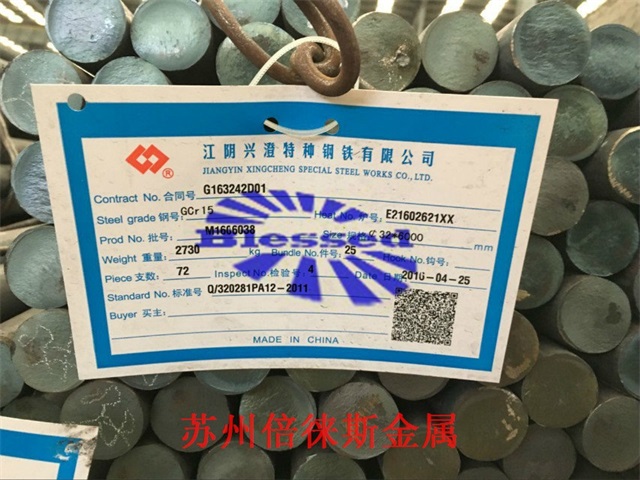 江阴兴澄特种钢铁有限公司
JIANGYIN XINGCHENG SPECIAL STEEL WORKS CO., LTD.
Contract No. 合同号 G163242D01
Steel grade 钢号: GCr15 Heat No. 炉号: E21602621XX
Prod No. 批号: M1606038 Size 规格 ∅ 32*6000 mm
Weight 重量: 2730 kg Bundle No. 件号: 25 Hook No. 钩号:
Piece 支数: 72 Inspect No. 检验号 4 Date 日期 2016-04-25
Standard No. 标准号 Q/320281PA12-2011
Buyer 买主:
MADE IN CHINA
Blesser
苏州倍徕斯金属